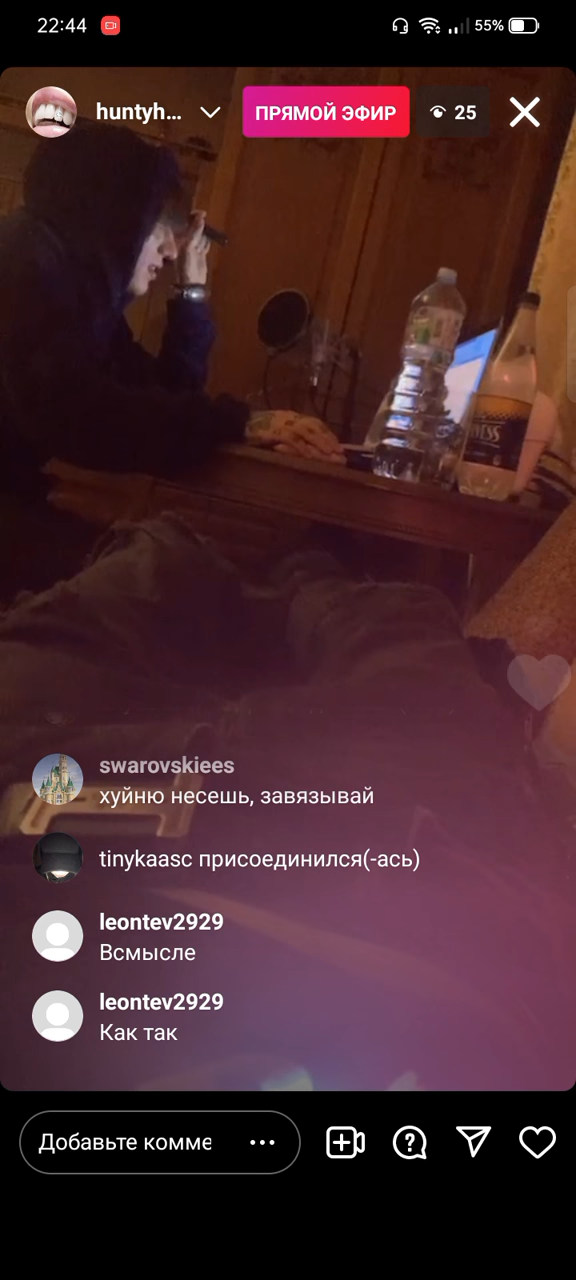 22:44
55%
huntyh...
ПРЯМОЙ ЭФИР
25
swarovskiees
хуйню несешь, завязывай
tinykaasc присоединился(-ась)
leontev2929
Всмысле
leontev2929
Как так
Добавьте комме